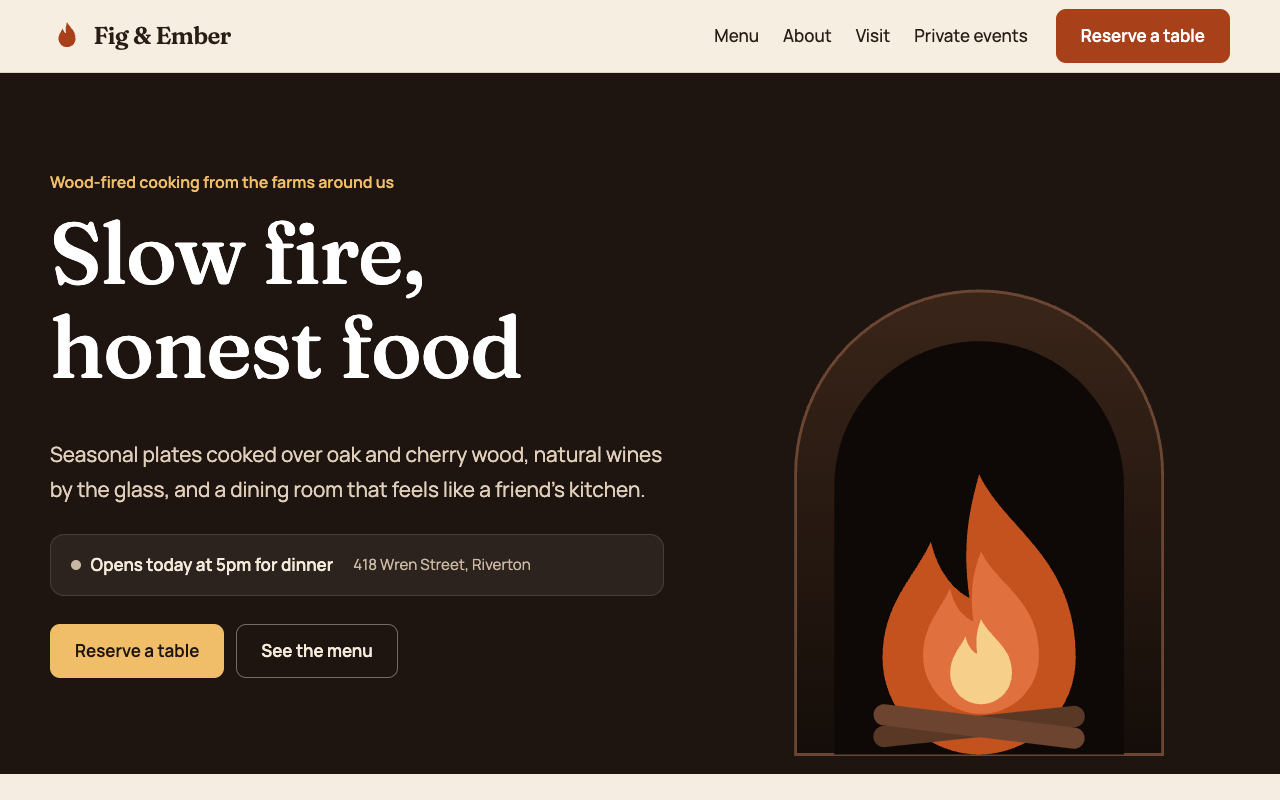 Fig & Ember
Menu
About
Visit
Private events
Reserve a table
Wood-fired cooking from the farms around us
Slow fire,
honest food
Seasonal plates cooked over oak and cherry wood, natural wines
by the glass, and a dining room that feels like a friend’s kitchen.
Opens today at 5pm for dinner
418 Wren Street, Riverton
Reserve a table
See the menu